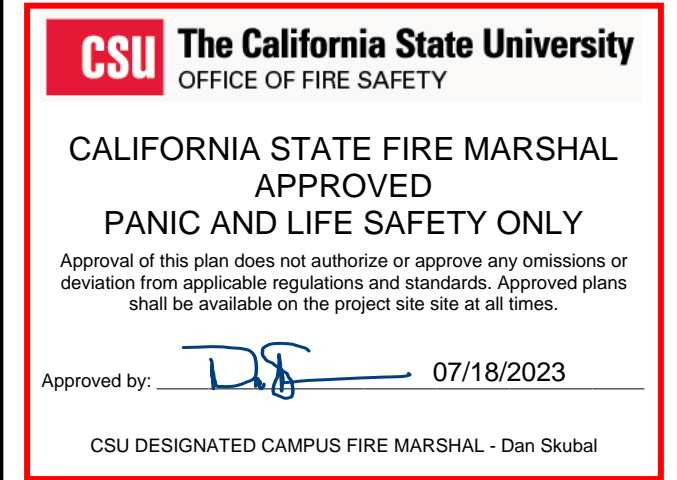 CSU The California State University
OFFICE OF FIRE SAFETY
CALIFORNIA STATE FIRE MARSHAL
APPROVED
PANIC AND LIFE SAFETY ONLY
Approval of this plan does not authorize or approve any omissions or
deviation from applicable regulations and standards. Approved plans
shall be available on the project site site at all times.
Approved by: 07/18/2023
CSU DESIGNATED CAMPUS FIRE MARSHAL - Dan Skubal